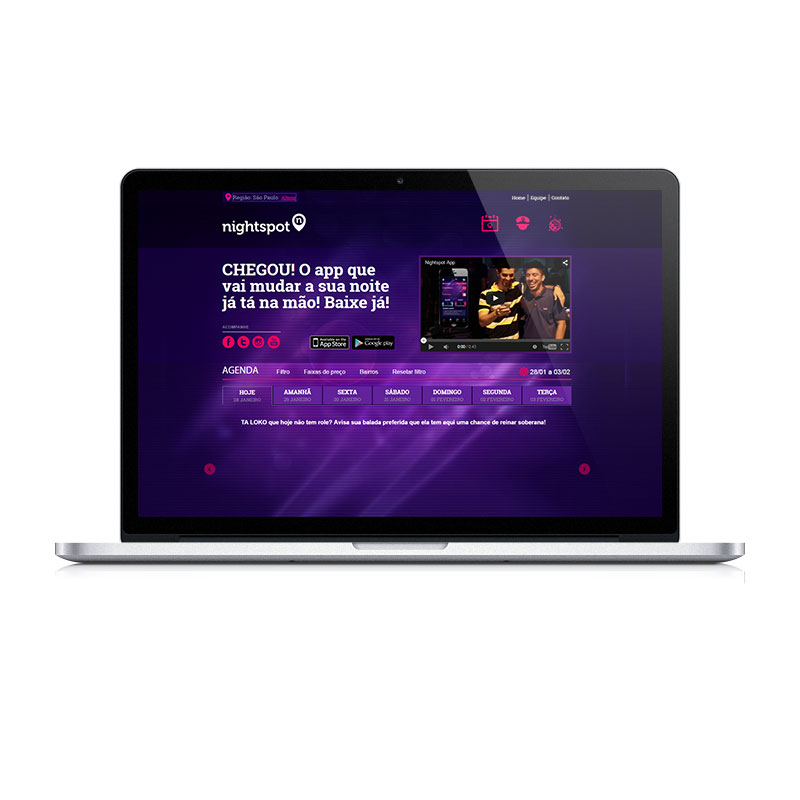 Região: São Paulo Altere
Home | Equipe | Contato
nightspot n
CHEGOU! O app que
vai mudar a sua noite
já tá na mão! Baixe já!
Nightspot App
ACOMPANHE
Available on the
App Store
Google play
0:00
YouTube
AGENDA Filtro Faixas de preço Bairros Resetar filtro 28/01 a 03/02
HOJE AMANHÃ SEXTA SÁBADO DOMINGO SEGUNDA TERÇA
28 JANEIRO 29 JANEIRO 30 JANEIRO 31 JANEIRO 01 FEVEREIRO 02 FEVEREIRO 03 FEVEREIRO
TA LOKO que hoje não tem role? Avisa sua balada preferida que ela tem aqui uma chance de reinar soberana!